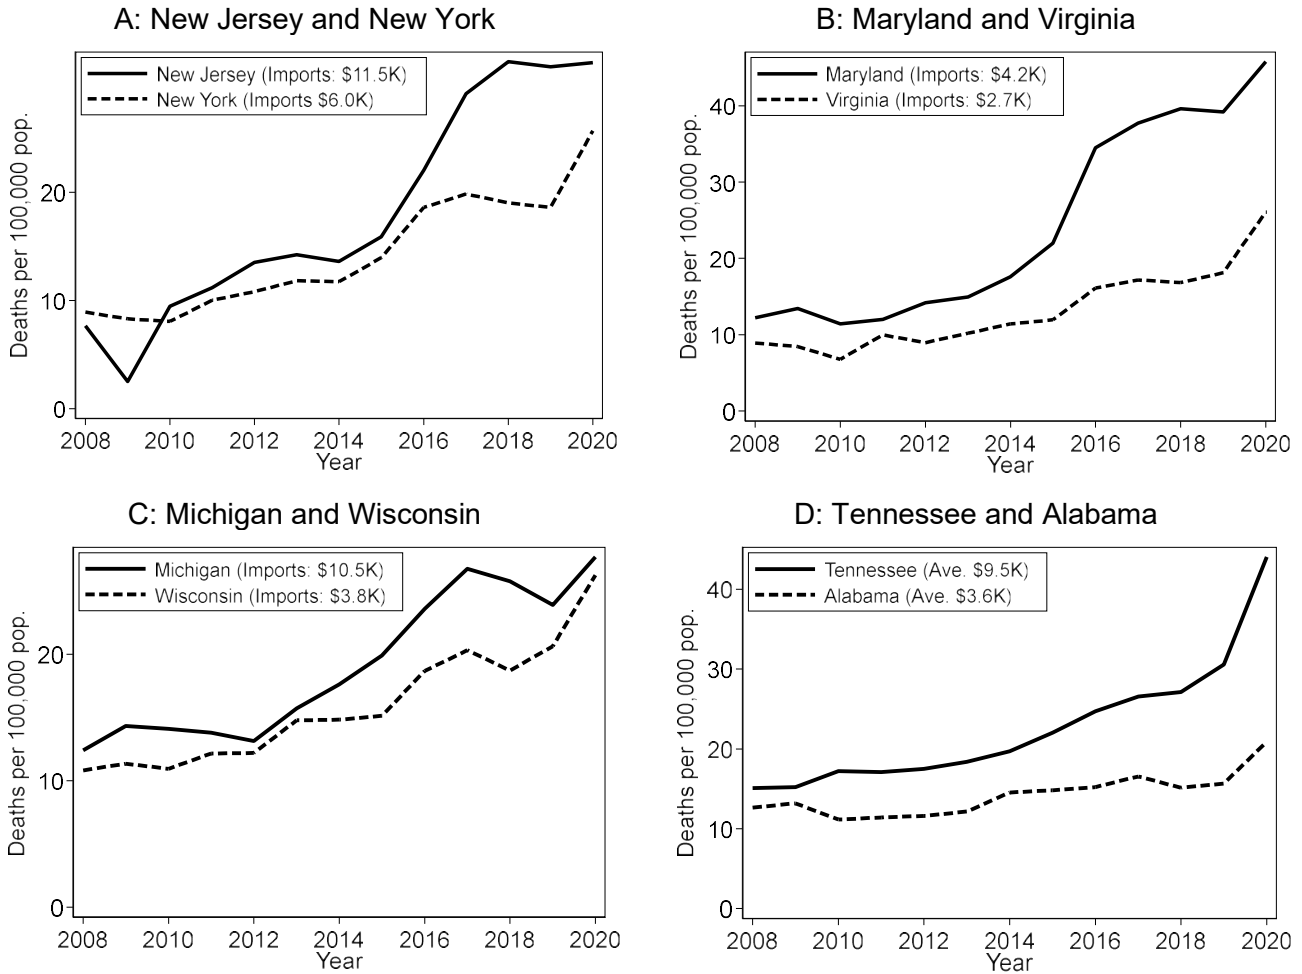 A: New Jersey and New York
New Jersey (Imports: $11.5K)
New York (Imports $6.0K)
Deaths per 100,000 pop.
20
10
0
2008 2010 2012 2014 2016 2018 2020
Year
B: Maryland and Virginia
Maryland (Imports: $4.2K)
Virginia (Imports: $2.7K)
Deaths per 100,000 pop.
40
30
20
10
0
2008 2010 2012 2014 2016 2018 2020
Year
C: Michigan and Wisconsin
Michigan (Imports: $10.5K)
Wisconsin (Imports: $3.8K)
Deaths per 100,000 pop.
20
10
0
2008 2010 2012 2014 2016 2018 2020
Year
D: Tennessee and Alabama
Tennessee (Ave. $9.5K)
Alabama (Ave. $3.6K)
Deaths per 100,000 pop.
40
30
20
10
0
2008 2010 2012 2014 2016 2018 2020
Year